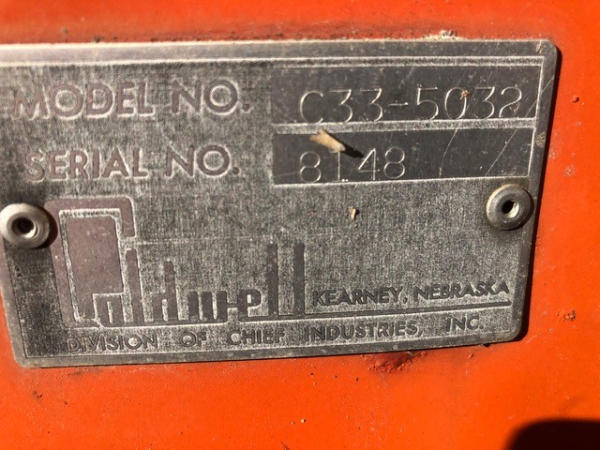 MODEL NO. C33-5032
SERIAL NO. 8148
KEARNEY, NEBRASKA
DIVISION OF CHIEF INDUSTRIES, INC.